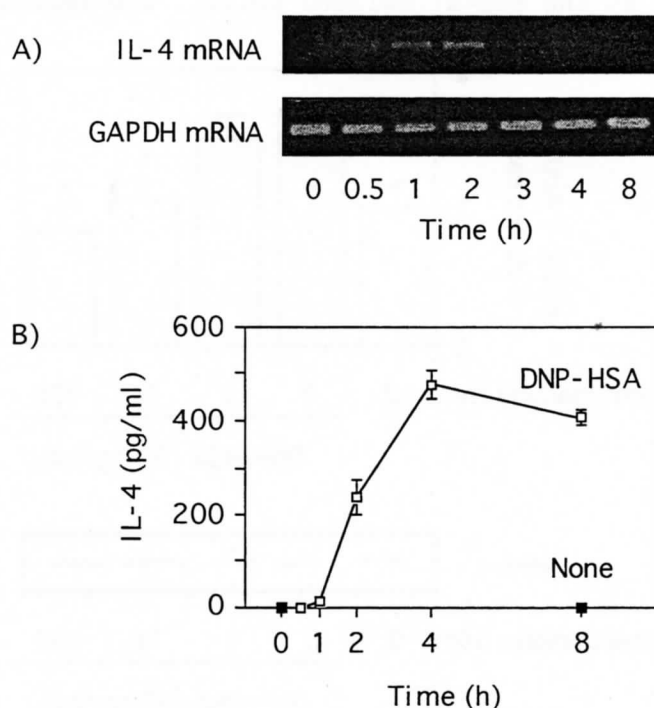 A) IL-4 mRNA
GAPDH mRNA
0 0.5 1 2 3 4 8
Time (h)
B) 600
DNP-HSA
400
IL-4 (pg/ml)
200
None
0
0 1 2 4 8
Time (h)